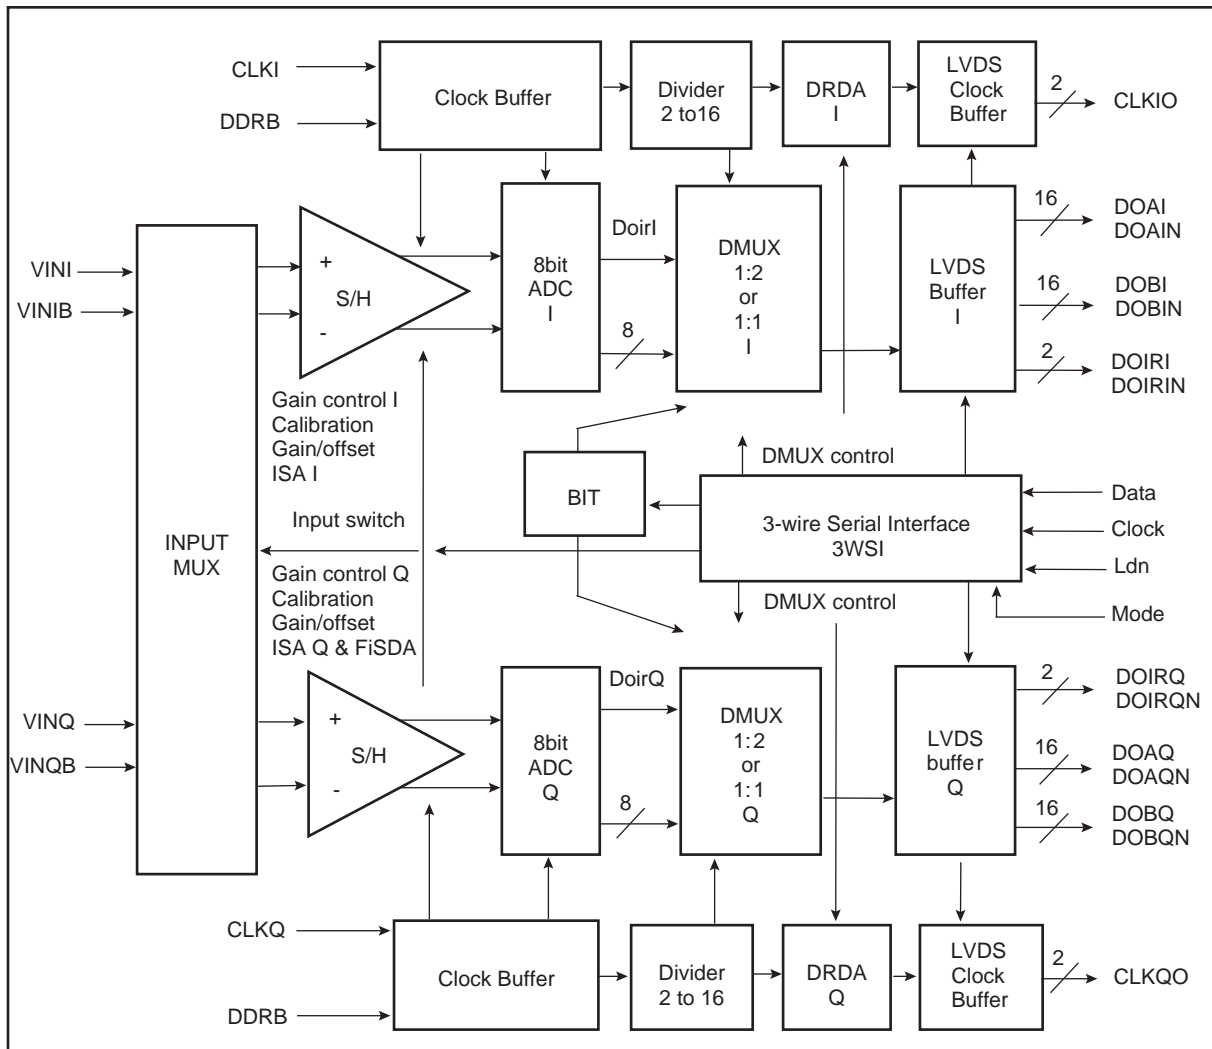 CLKI
DDRB
Clock Buffer
Divider
2 to16
DRDA
I
LVDS
Clock
Buffer
2
CLKIO
VINI
VINIB
INPUT
MUX
+
S/H
-
8bit
ADC
I
DoirI
8
DMUX
1:2
or
1:1
I
LVDS
Buffer
I
16
DOAI
DOAIN
16
DOBI
DOBIN
2
DOIRI
DOIRIN
Gain control I
Calibration
Gain/offset
ISA I
Input switch
Gain control Q
Calibration
Gain/offset
ISA Q & FiSDA
BIT
DMUX control
3-wire Serial Interface
3WSI
DMUX control
Data
Clock
Ldn
Mode
VINQ
VINQB
+
S/H
-
8bit
ADC
Q
DoirQ
8
DMUX
1:2
or
1:1
Q
LVDS
buffer
Q
2
DOIRQ
DOIRQN
16
DOAQ
DOAQN
16
DOBQ
DOBQN
CLKQ
DDRB
Clock Buffer
Divider
2 to 16
DRDA
Q
LVDS
Clock
Buffer
2
CLKQO